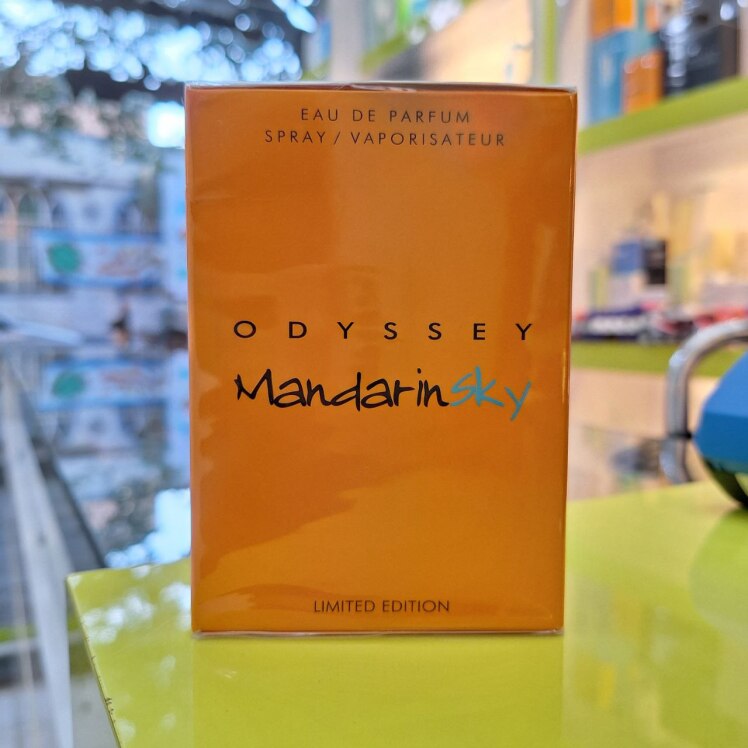 EAU DE PARFUM
SPRAY / VAPORISATEUR
ODYSSEY
MandarinSky
LIMITED EDITION